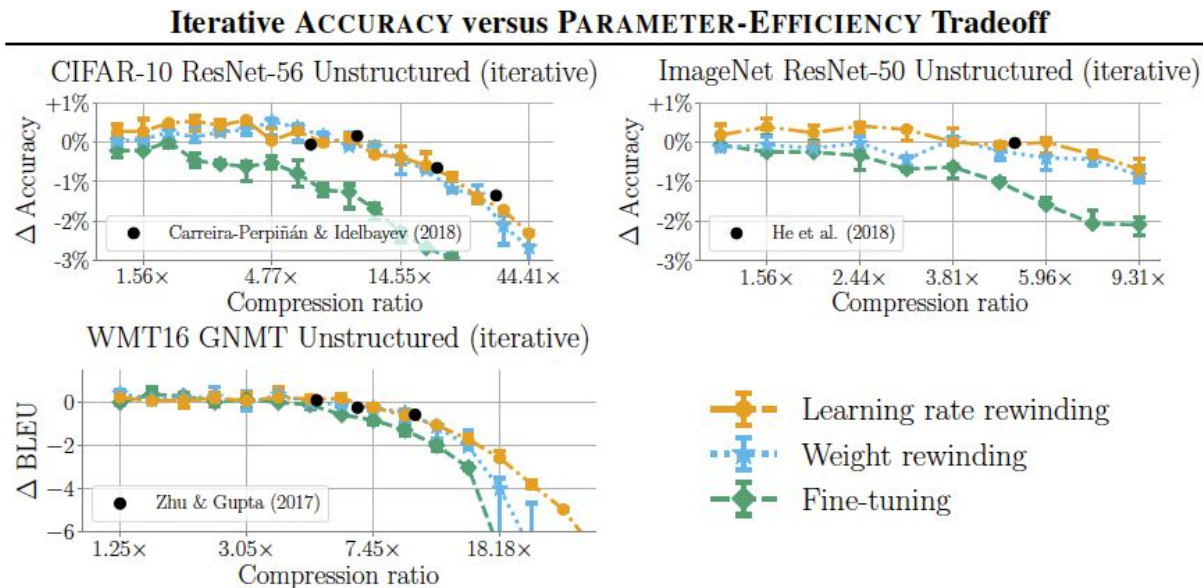 Iterative ACCURACY versus PARAMETER-EFFICIENCY Tradeoff
CIFAR-10 ResNet-56 Unstructured (iterative)
+1%
0%
-1%
-2%
-3%
Δ Accuracy
Carreira-Perpiñán & Idelbayev (2018)
1.56× 4.77× 14.55× 44.41×
Compression ratio
ImageNet ResNet-50 Unstructured (iterative)
+1%
0%
-1%
-2%
-3%
Δ Accuracy
He et al. (2018)
1.56× 2.44× 3.81× 5.96× 9.31×
Compression ratio
WMT16 GNMT Unstructured (iterative)
0
-2
-4
-6
Δ BLEU
Zhu & Gupta (2017)
1.25× 3.05× 7.45× 18.18×
Compression ratio
Learning rate rewinding
Weight rewinding
Fine-tuning